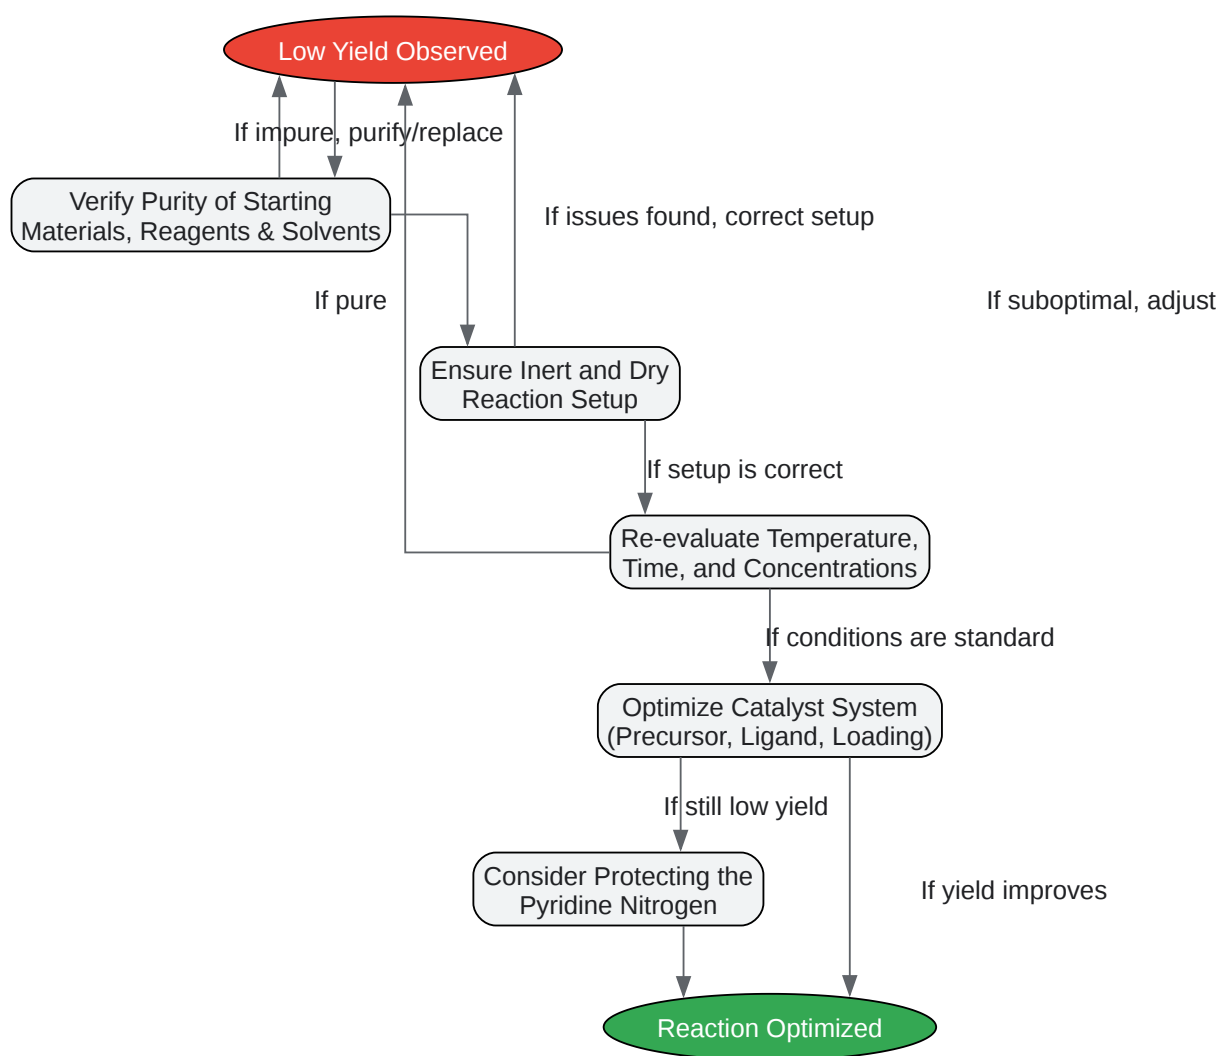 Low Yield Observed
If impure, purify/replace
Verify Purity of Starting
Materials, Reagents & Solvents
If issues found, correct setup
If pure
If suboptimal, adjust
Ensure Inert and Dry
Reaction Setup
If setup is correct
Re-evaluate Temperature,
Time, and Concentrations
If conditions are standard
Optimize Catalyst System
(Precursor, Ligand, Loading)
If still low yield
Consider Protecting the
Pyridine Nitrogen
If yield improves
Reaction Optimized